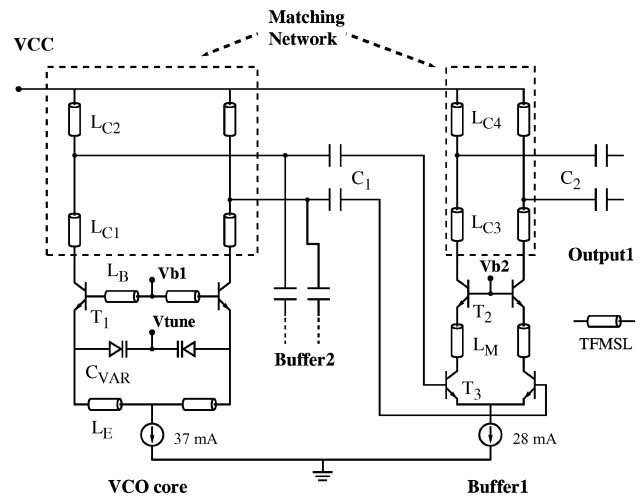 Matching
Network
VCC
LC2
LC4
C1
C2
LC1
LC3
Output1
LB
Vb1
Vb2
T1
T2
Vtune
TFMSL
Buffer2
LM
CVAR
T3
LE
37 mA
28 mA
VCO core
Buffer1